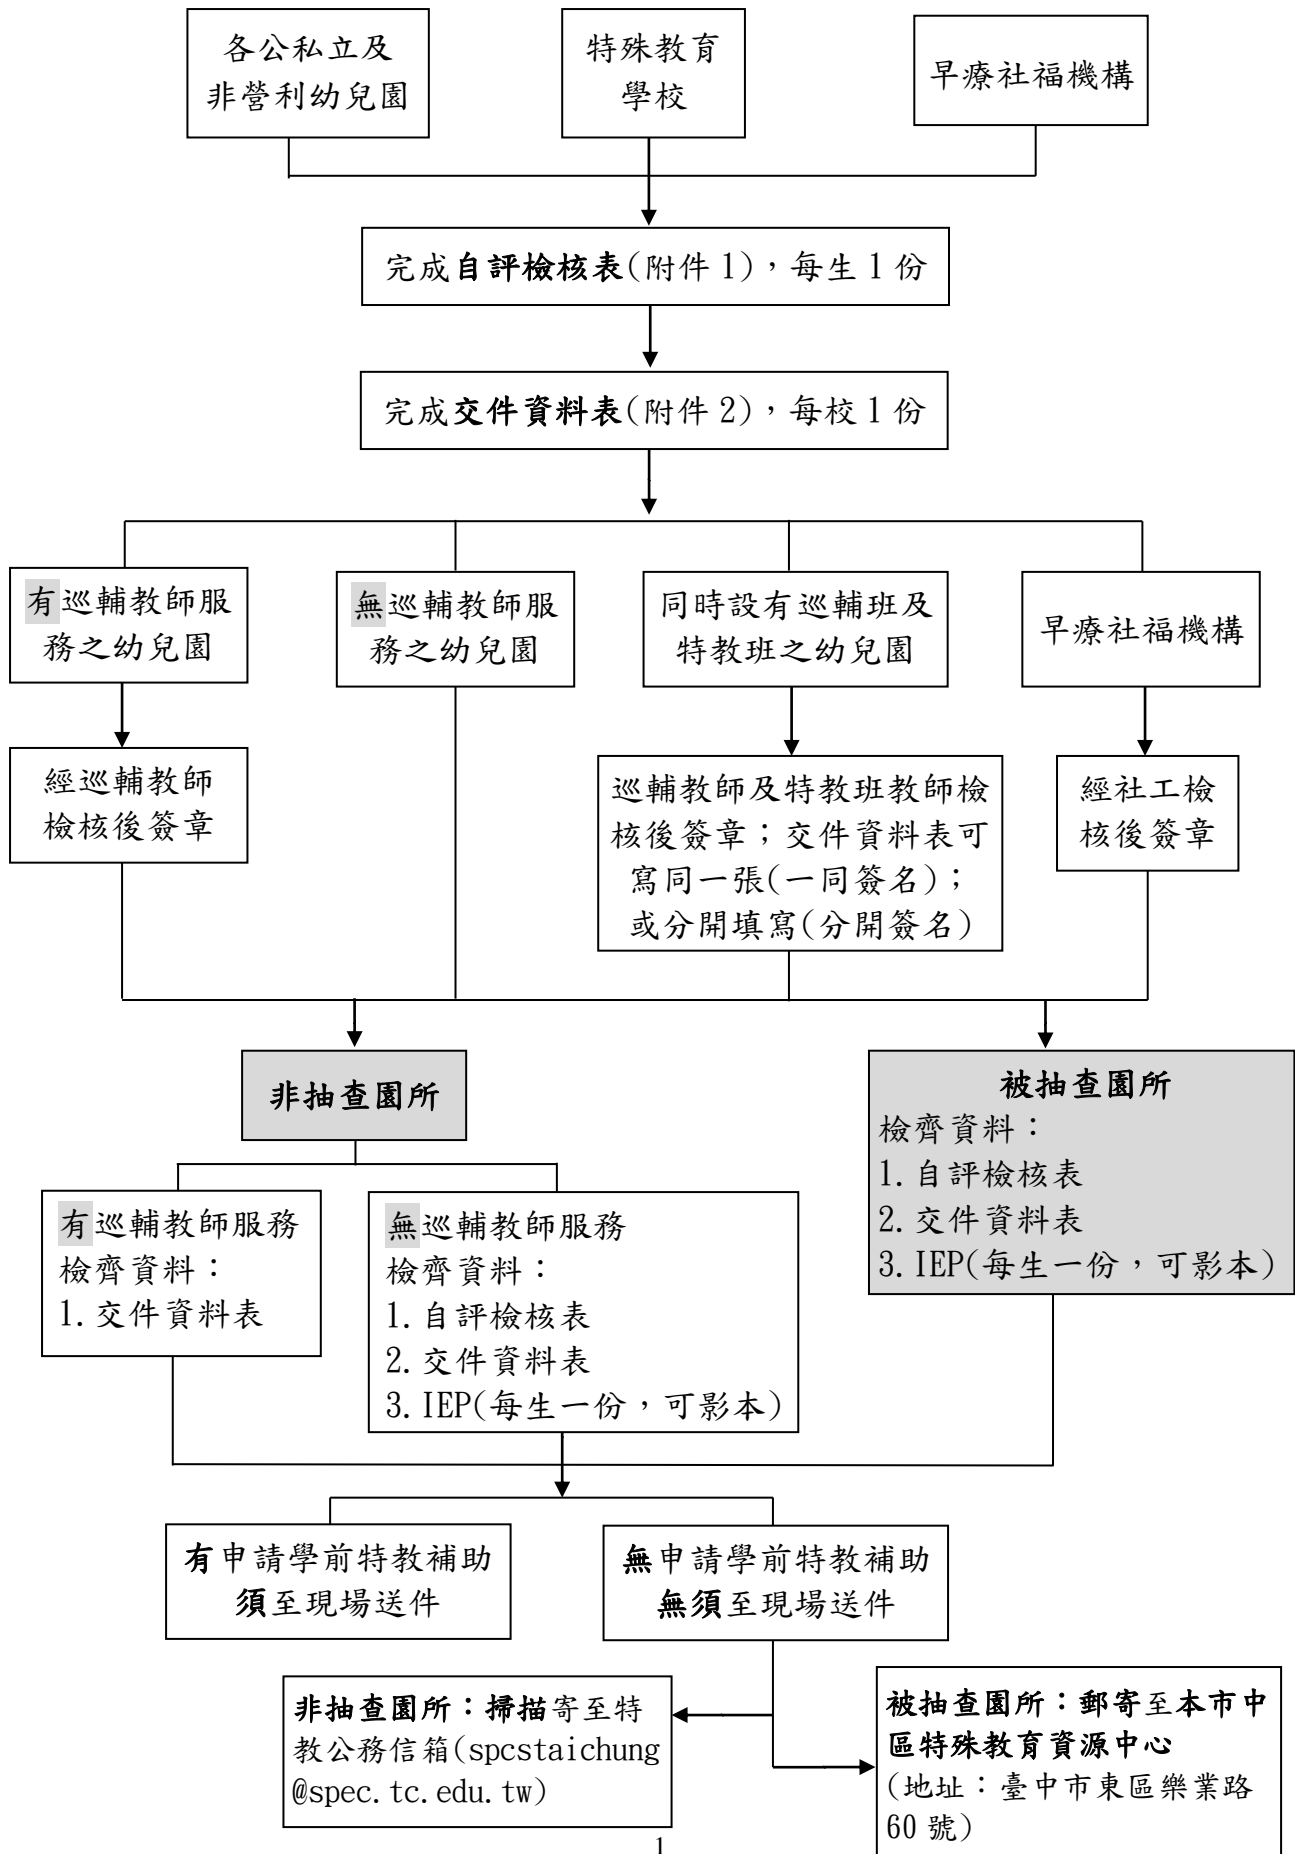 各公私立及
非營利幼兒園
特殊教育
學校
早療社福機構
完成自評檢核表(附件 1)，每生 1 份
完成交件資料表(附件 2)，每校 1 份
有巡輔教師服
務之幼兒園
無巡輔教師服
務之幼兒園
同時設有巡輔班及
特教班之幼兒園
早療社福機構
經巡輔教師
檢核後簽章
巡輔教師及特教班教師檢
核後簽章；交件資料表可
寫同一張(一同簽名)；
或分開填寫(分開簽名)
經社工檢
核後簽章
非抽查園所
被抽查園所
檢齊資料：
1. 自評檢核表
2. 交件資料表
3. IEP(每生一份，可影本)
有巡輔教師服務
檢齊資料：
1. 交件資料表
無巡輔教師服務
檢齊資料：
1. 自評檢核表
2. 交件資料表
3. IEP(每生一份，可影本)
有申請學前特教補助
須至現場送件
無申請學前特教補助
無須至現場送件
非抽查園所：掃描寄至特
教公務信箱(spcstaichung
@spec.tc.edu.tw)
被抽查園所：郵寄至本市中
區特殊教育資源中心
(地址：臺中市東區樂業路
60 號)
1